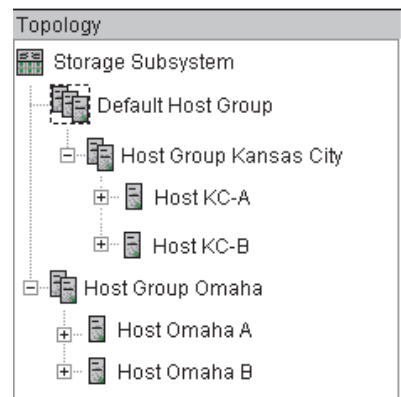 Topology
Storage Subsystem
Default Host Group
Host Group Kansas City
Host KC-A
Host KC-B
Host Group Omaha
Host Omaha A
Host Omaha B